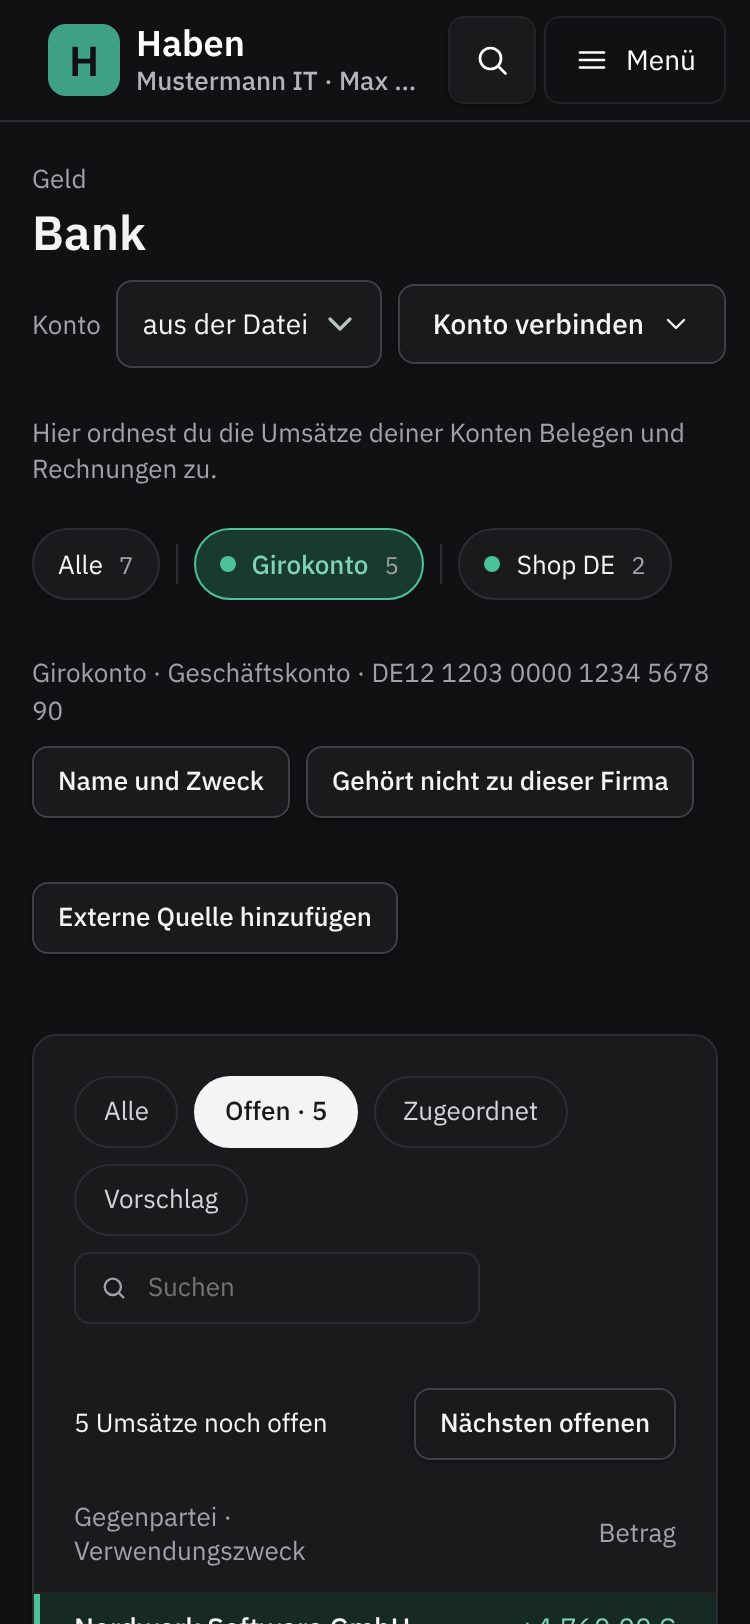 H
Haben
Mustermann IT · Max ...
Menü
Geld
Bank
Konto
aus der Datei
Konto verbinden
Hier ordnest du die Umsätze deiner Konten Belegen und
Rechnungen zu.
Alle 7
Girokonto 5
Shop DE 2
Girokonto · Geschäftskonto · DE12 1203 0000 1234 5678
90
Name und Zweck
Gehört nicht zu dieser Firma
Externe Quelle hinzufügen
Alle
Offen · 5
Zugeordnet
Vorschlag
Suchen
5 Umsätze noch offen
Nächsten offenen
Gegenpartei ·
Verwendungszweck
Betrag
Nordwerk Software GmbH